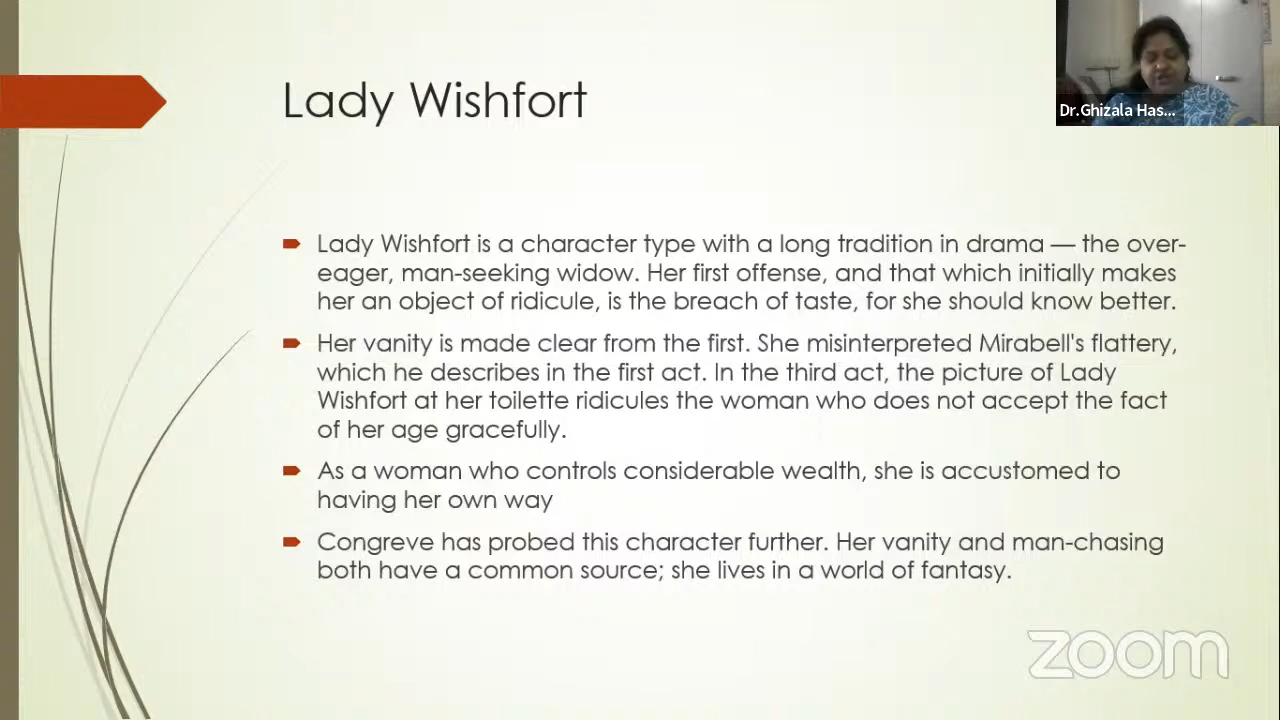 Lady Wishfort
Dr.Ghizala Has...
Lady Wishfort is a character type with a long tradition in drama — the over-
eager, man-seeking widow. Her first offense, and that which initially makes
her an object of ridicule, is the breach of taste, for she should know better.
Her vanity is made clear from the first. She misinterpreted Mirabell's flattery,
which he describes in the first act. In the third act, the picture of Lady
Wishfort at her toilette ridicules the woman who does not accept the fact
of her age gracefully.
As a woman who controls considerable wealth, she is accustomed to
having her own way
Congreve has probed this character further. Her vanity and man-chasing
both have a common source; she lives in a world of fantasy.
zoom